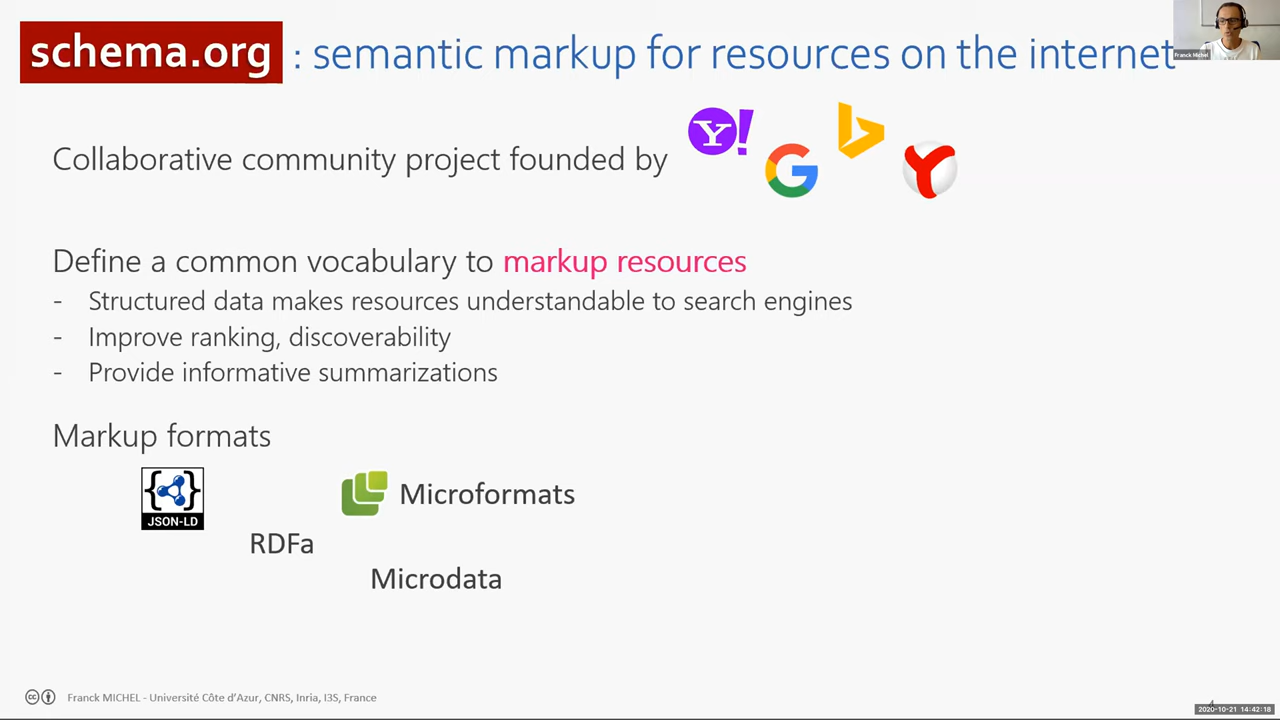 schema.org : semantic markup for resources on the internet
Franck Michel
Collaborative community project founded by
Define a common vocabulary to markup resources
- Structured data makes resources understandable to search engines
- Improve ranking, discoverability
- Provide informative summarizations
Markup formats
JSON-LD
Microformats
RDFa
Microdata
Franck MICHEL - Université Côte d'Azur, CNRS, Inria, I3S, France
2020-10-21 14:42:18